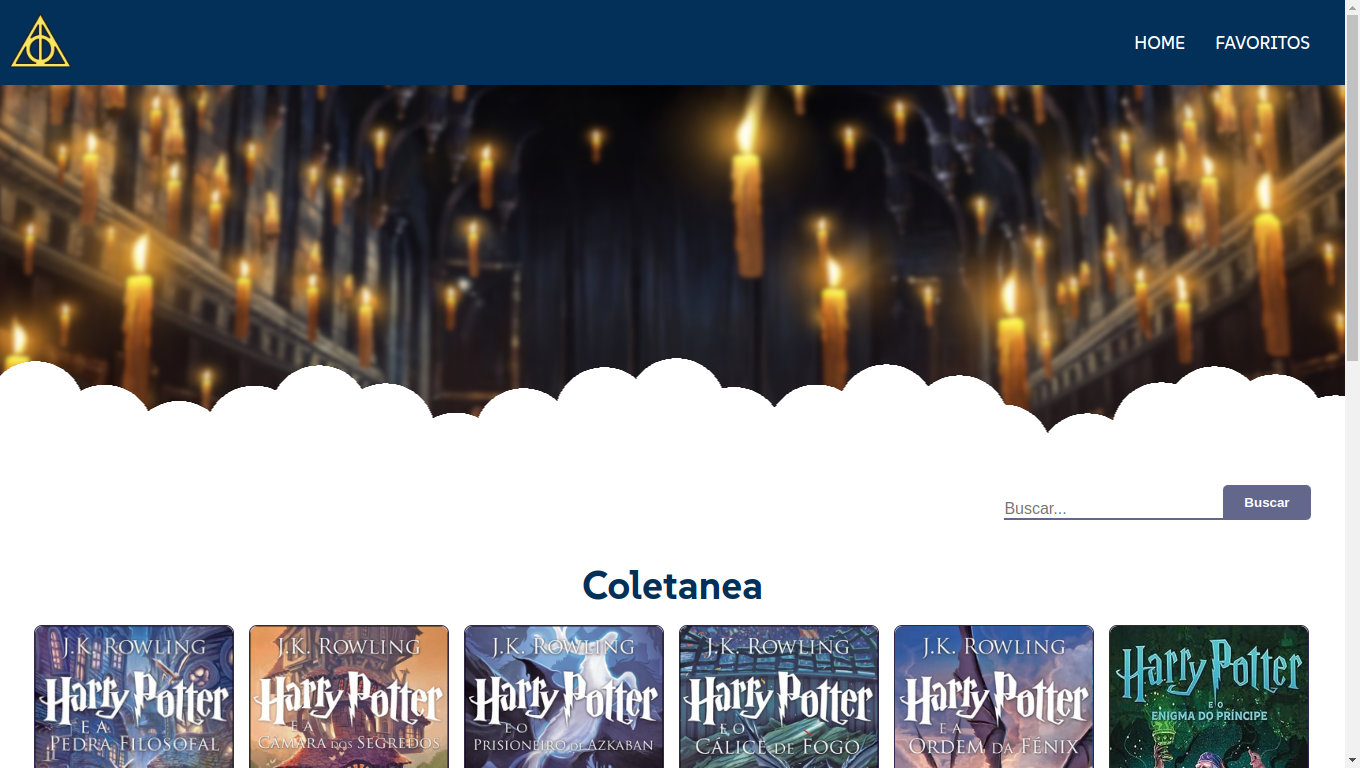 HOME FAVORITOS
Buscar... Buscar
Coletanea
J.K. ROWLING
Harry Potter
E A
PEDRA FILOSOFAL
J.K. ROWLING
Harry Potter
E A
CÂMARA DOS SEGREDOS
J.K. ROWLING
Harry Potter
E O
PRISIONEIRO DE AZKABAN
J.K. ROWLING
Harry Potter
E O
CÁLICE DE FOGO
J.K. ROWLING
Harry Potter
E A
ORDEM DA FÊNIX
Harry Potter
E O
ENIGMA DO PRÍNCIPE